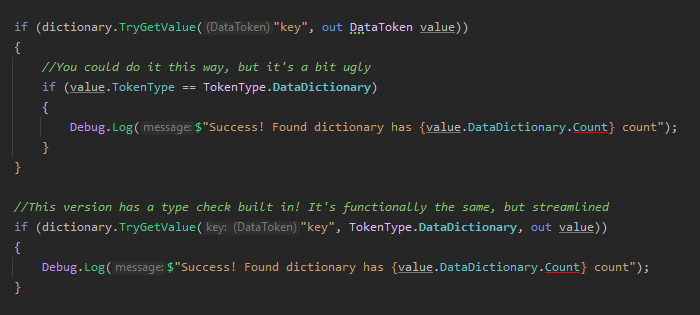 if (dictionary.TryGetValue((DataToken) "key", out DataToken value))
{
    //You could do it this way, but it's a bit ugly
    if (value.TokenType == TokenType.DataDictionary)
    {
        Debug.Log(message: $"Success! Found dictionary has {value.DataDictionary.Count} count");
    }
}

//This version has a type check built in! It's functionally the same, but streamlined
if (dictionary.TryGetValue(key: (DataToken) "key", TokenType.DataDictionary, out value))
{
    Debug.Log(message: $"Success! Found dictionary has {value.DataDictionary.Count} count");
}